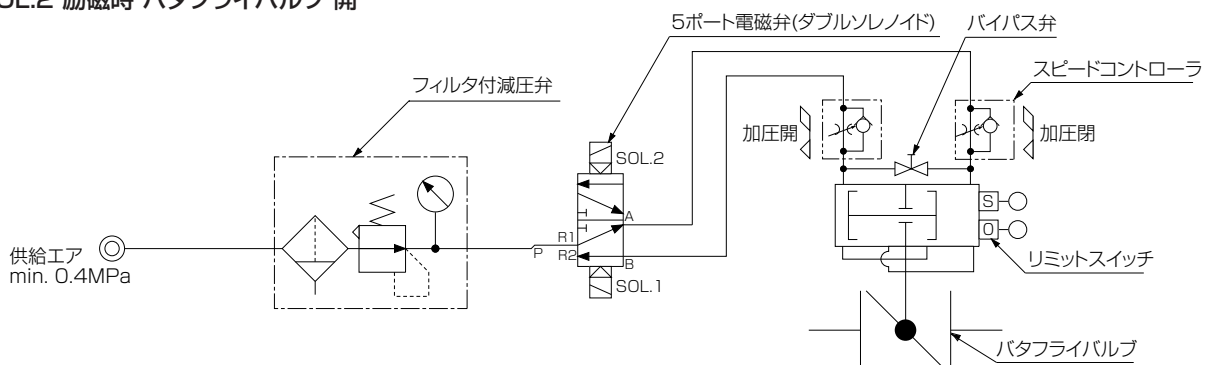 SOL.2 励磁時 バタフライバルブ 開
5ポート電磁弁(ダブルソレノイド)
バイパス弁
スピードコントローラ
フィルタ付減圧弁
加圧開
加圧閉
SOL.2
A
S
O
R1
P
R2
B
供給エア
min. 0.4MPa
リミットスイッチ
SOL.1
バタフライバルブ